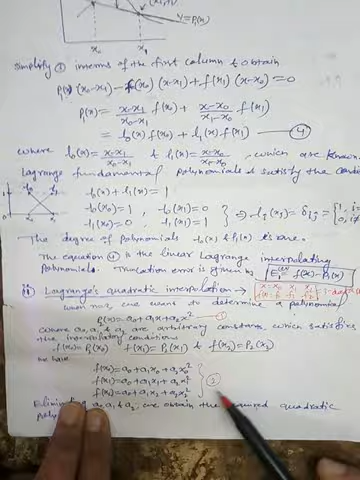 y=P₁(x)
x₀ x₁
Simplify ① in terms of the first column to obtain
P₁(x)(x₀-x₁) - f(x₀)(x-x₁) + f(x₁)(x-x₀) = 0
P₁(x) = x-x₁/x₀-x₁ f(x₀) + x-x₀/x₁-x₀ f(x₁)
= l₀(x) f(x₀) + l₁(x) f(x₁) — ④
where l₀(x) = x-x₁/x₀-x₁ & l₁(x) = x-x₀/x₁-x₀, which are known
Lagrange fundamental polynomials & satisfy the
l₀(x) + l₁(x) = 1
l₀(x₀) = 1, l₀(x₁) = 0
l₁(x₀) = 0, l₁(x₁) = 1 } ⇒ lᵢ(xⱼ) = δᵢⱼ = { 1, i= 0, i≠
The degree of polynomials l₀(x) & l₁(x) is one.
The equation ④ is the linear Lagrange interpolating
polynomials. Truncation error is given by = f(x) - P₁(x)
ii) Lagrange's quadratic interpolation →
when we want to determine a polynomial
P₂(x) = a₀ + a₁x + a₂x² — ①
where a₀, a₁ & a₂ are arbitrary constants which satisfies
the interpolatory conditions
f(x₀) = P₂(x₀) f(x₁) = P₂(x₁) & f(x₂) = P₂(x₂)
we have
f(x₀) = a₀ + a₁x₀ + a₂x₀²
f(x₁) = a₀ + a₁x₁ + a₂x₁² } ②
f(x₂) = a₀ + a₁x₂ + a₂x₂²
Eliminating a₀, a₁ & a₂, we obtain the required quadratic